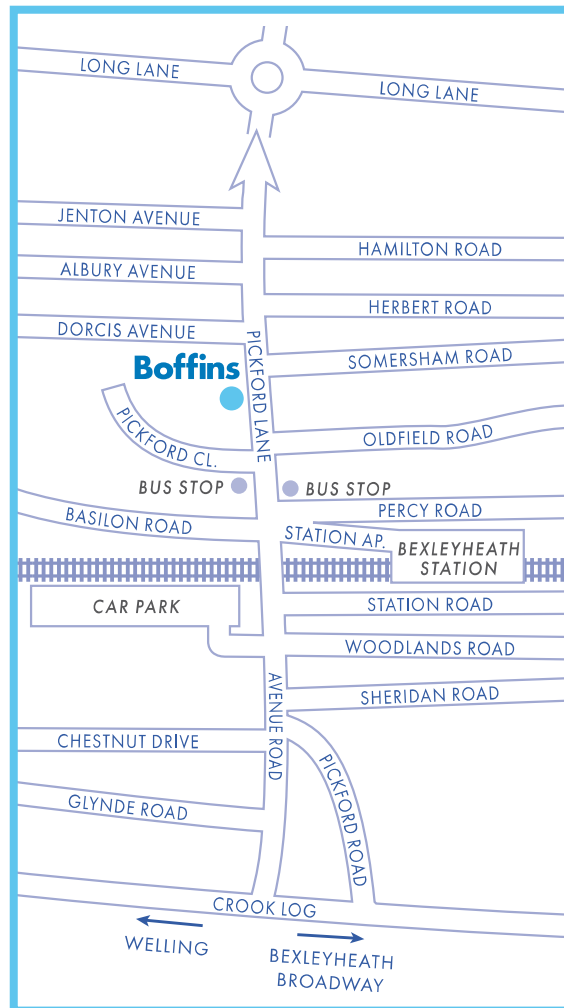 LONG LANE
LONG LANE
JENTON AVENUE
HAMILTON ROAD
ALBURY AVENUE
HERBERT ROAD
DORCIS AVENUE
PICKFORD LANE
SOMERSHAM ROAD
Boffins
PICKFORD CL.
OLDFIELD ROAD
BUS STOP
BUS STOP
BASILON ROAD
PERCY ROAD
STATION AP.
BEXLEYHEATH
STATION
CAR PARK
STATION ROAD
WOODLANDS ROAD
AVENUE ROAD
SHERIDAN ROAD
CHESTNUT DRIVE
PICKFORD ROAD
GLYNDE ROAD
CROOK LOG
WELLING
BEXLEYHEATH
BROADWAY